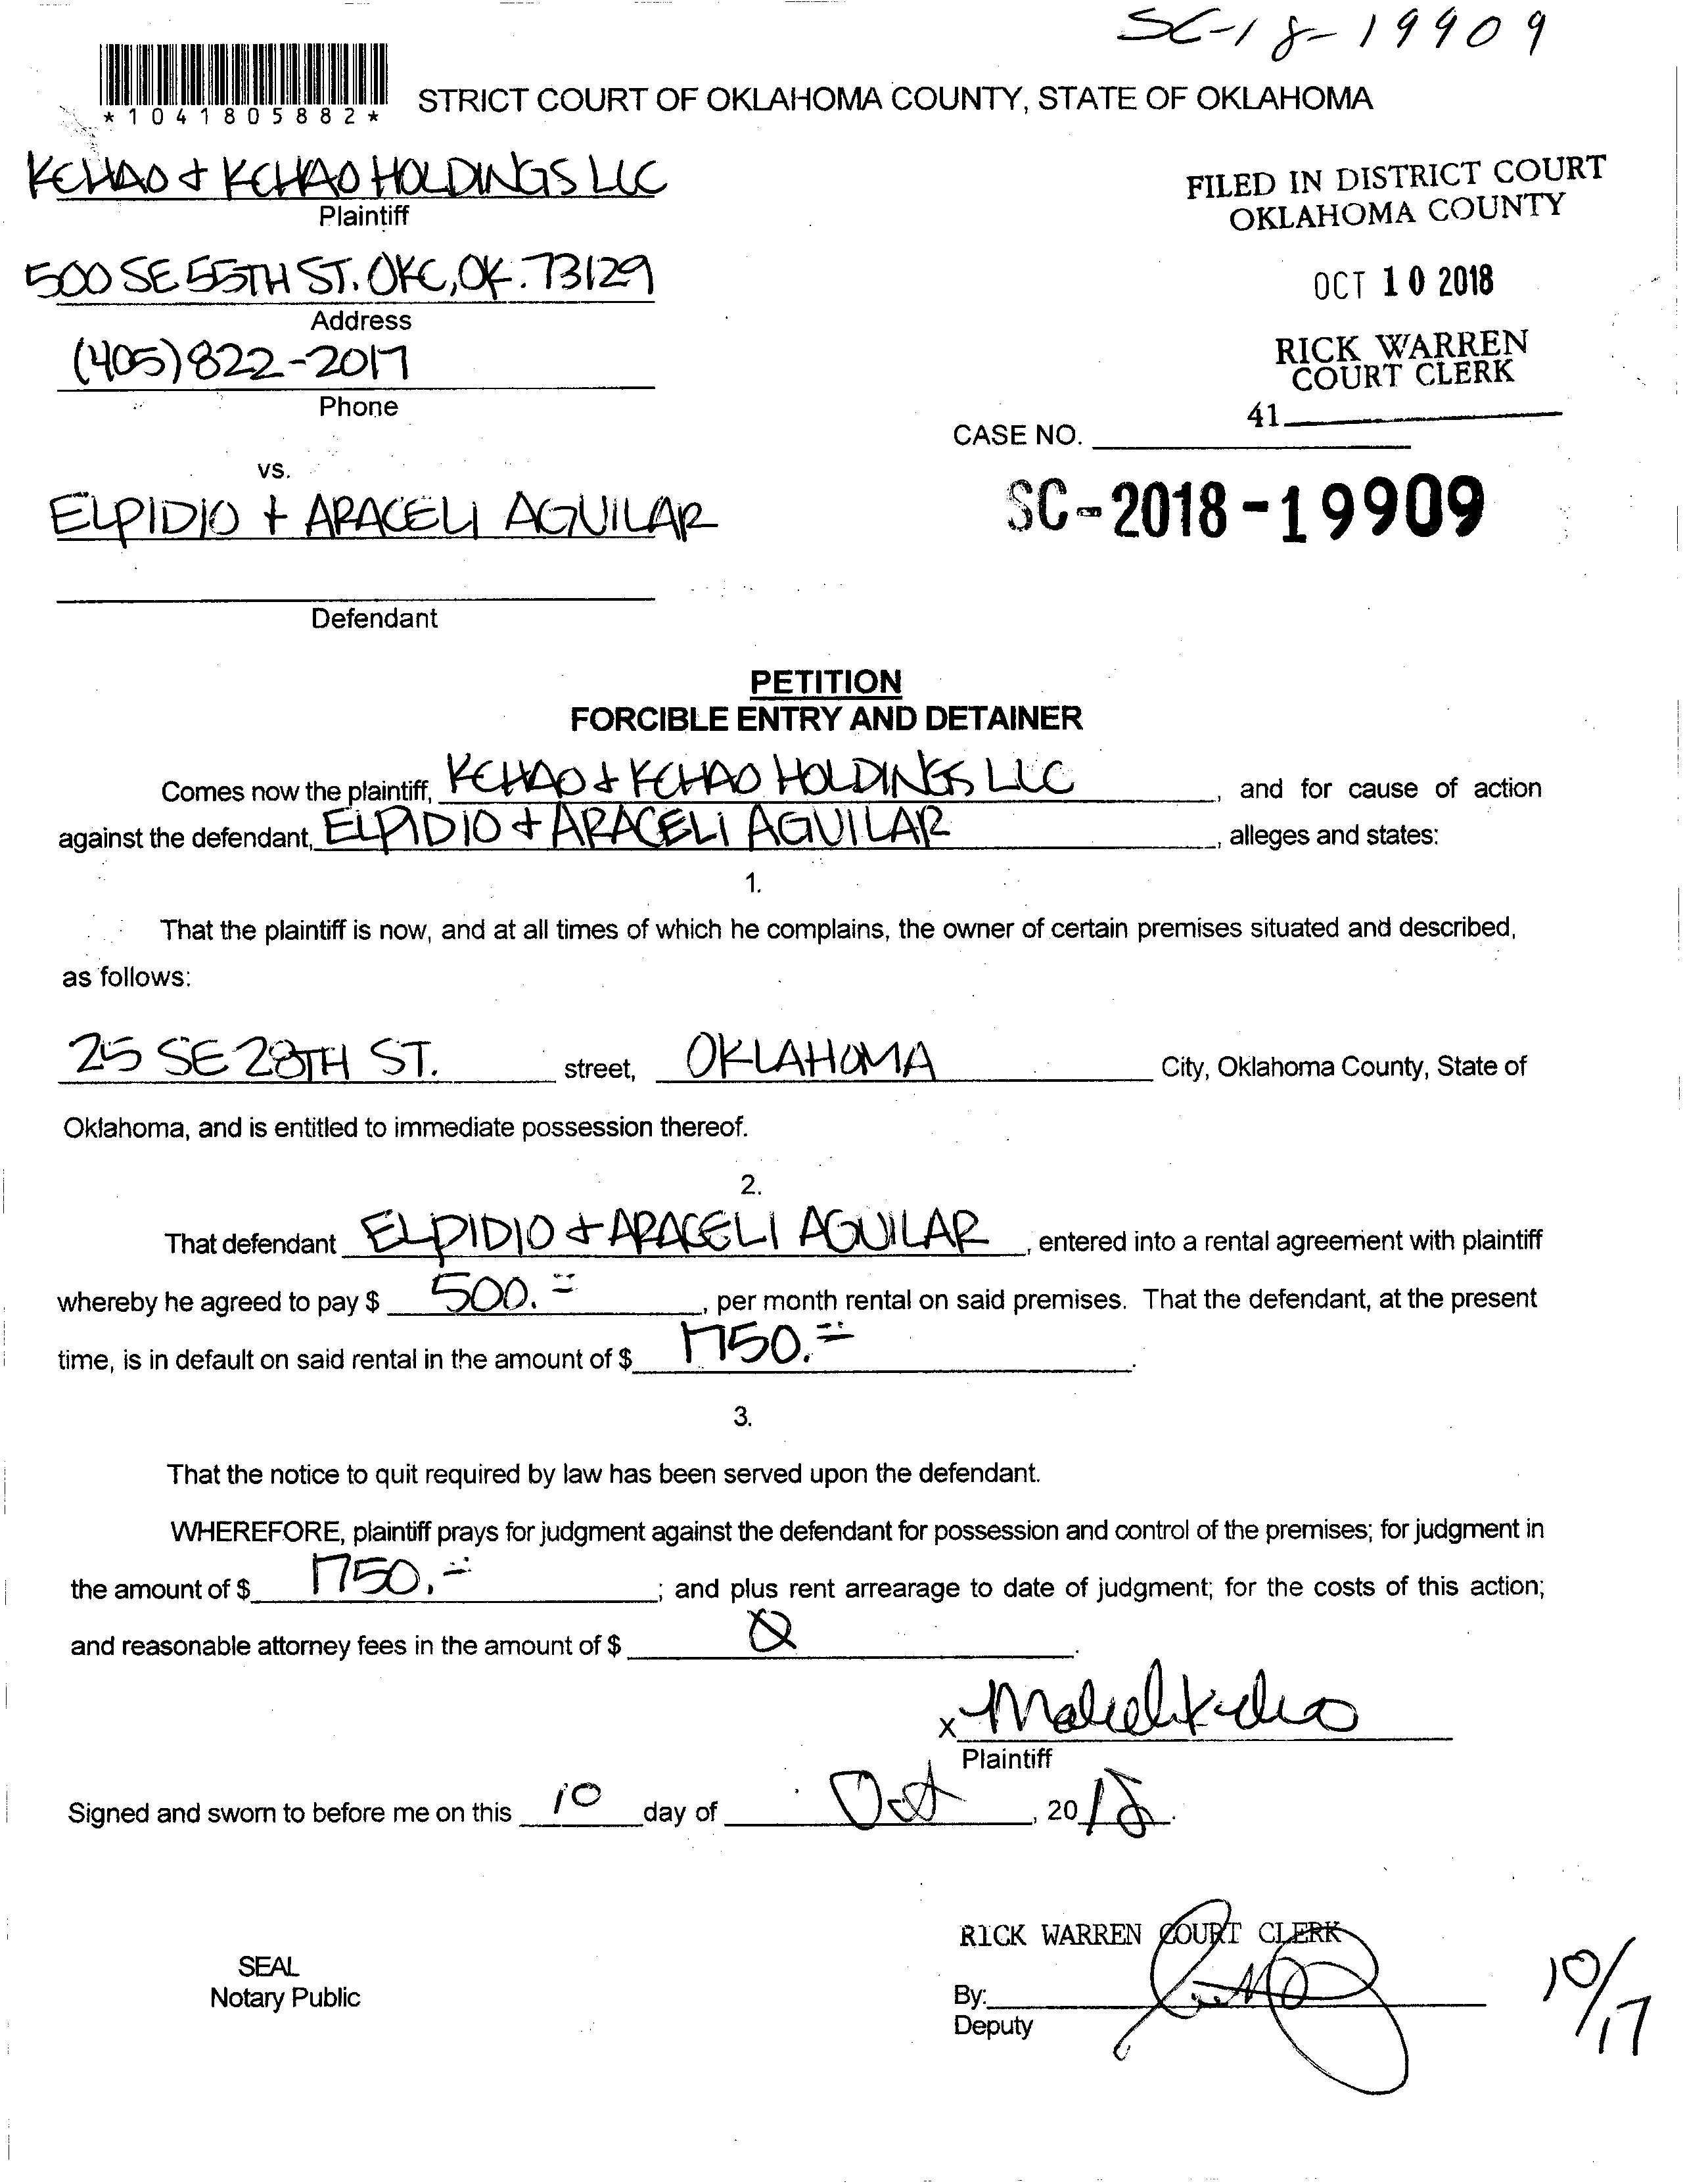 SC-18-19909
*1041805882*
STRICT COURT OF OKLAHOMA COUNTY, STATE OF OKLAHOMA
KCHAO & KCHAO HOLDINGS LLC
Plaintiff
FILED IN DISTRICT COURT
OKLAHOMA COUNTY
500 SE 55TH ST. OKC, OK. 73129
Address
OCT 10 2018
(405) 822-2017
Phone
RICK WARREN
COURT CLERK
41
CASE NO.
vs.
ELPIDIO & ARACELI AGUILAR
SC-2018-19909
Defendant
PETITION
FORCIBLE ENTRY AND DETAINER
Comes now the plaintiff, KCHAO & KCHAO HOLDINGS LLC, and for cause of action
against the defendant, ELPIDIO & ARACELI AGUILAR, alleges and states:
1.
That the plaintiff is now, and at all times of which he complains, the owner of certain premises situated and described,
as follows:
25 SE 28TH ST. street, OKLAHOMA City, Oklahoma County, State of
Oklahoma, and is entitled to immediate possession thereof.
2.
That defendant ELPIDIO & ARACELI AGUILAR, entered into a rental agreement with plaintiff
whereby he agreed to pay $ 500.=, per month rental on said premises. That the defendant, at the present
time, is in default on said rental in the amount of $ 1750.=.
3.
That the notice to quit required by law has been served upon the defendant.
WHEREFORE, plaintiff prays for judgment against the defendant for possession and control of the premises; for judgment in
the amount of $ 1750.=; and plus rent arrearage to date of judgment; for the costs of this action;
and reasonable attorney fees in the amount of $ 0.
x
Plaintiff
Signed and sworn to before me on this 10 day of Oct, 2018.
RICK WARREN COURT CLERK
SEAL
Notary Public
By:
Deputy
10/17